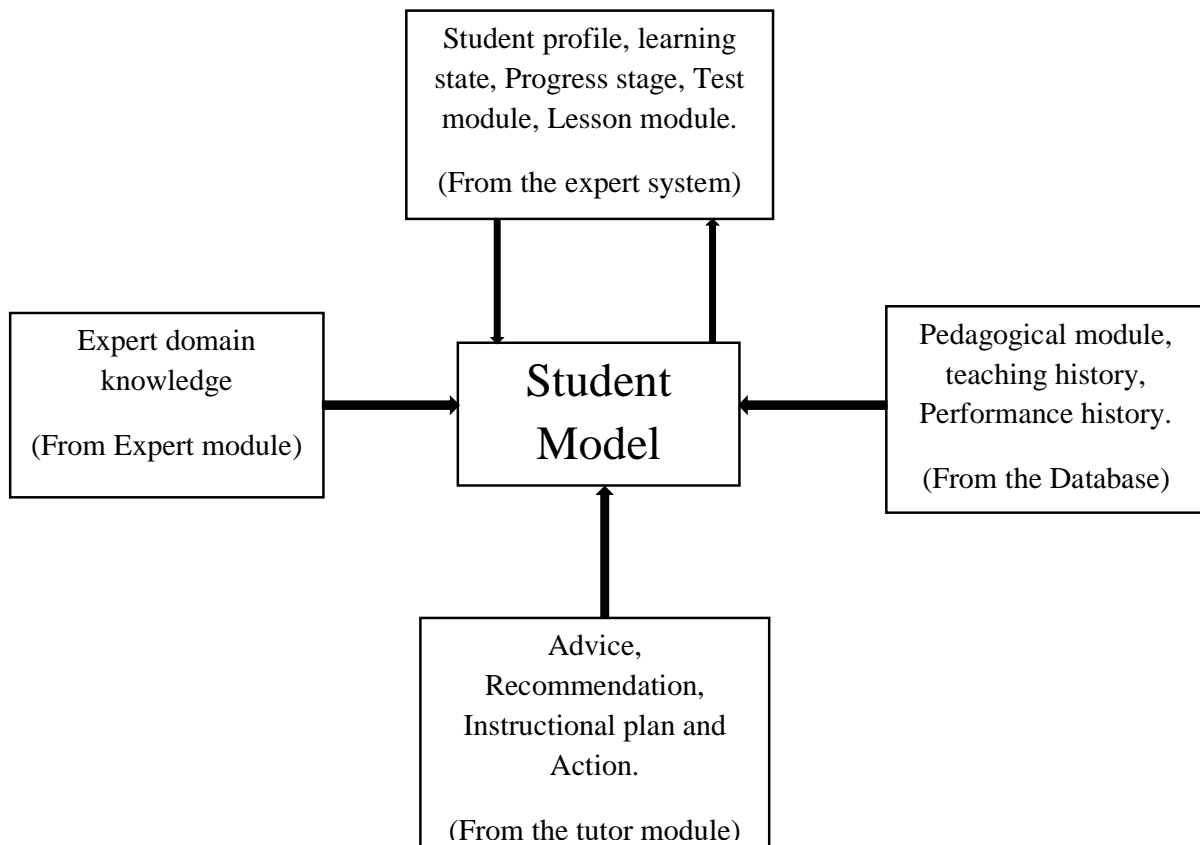 Student profile, learning
state, Progress stage, Test
module, Lesson module.
(From the expert system)
Expert domain
knowledge
(From Expert module)
Student
Model
Pedagogical module,
teaching history,
Performance history.
(From the Database)
Advice,
Recommendation,
Instructional plan and
Action.
(From the tutor module)